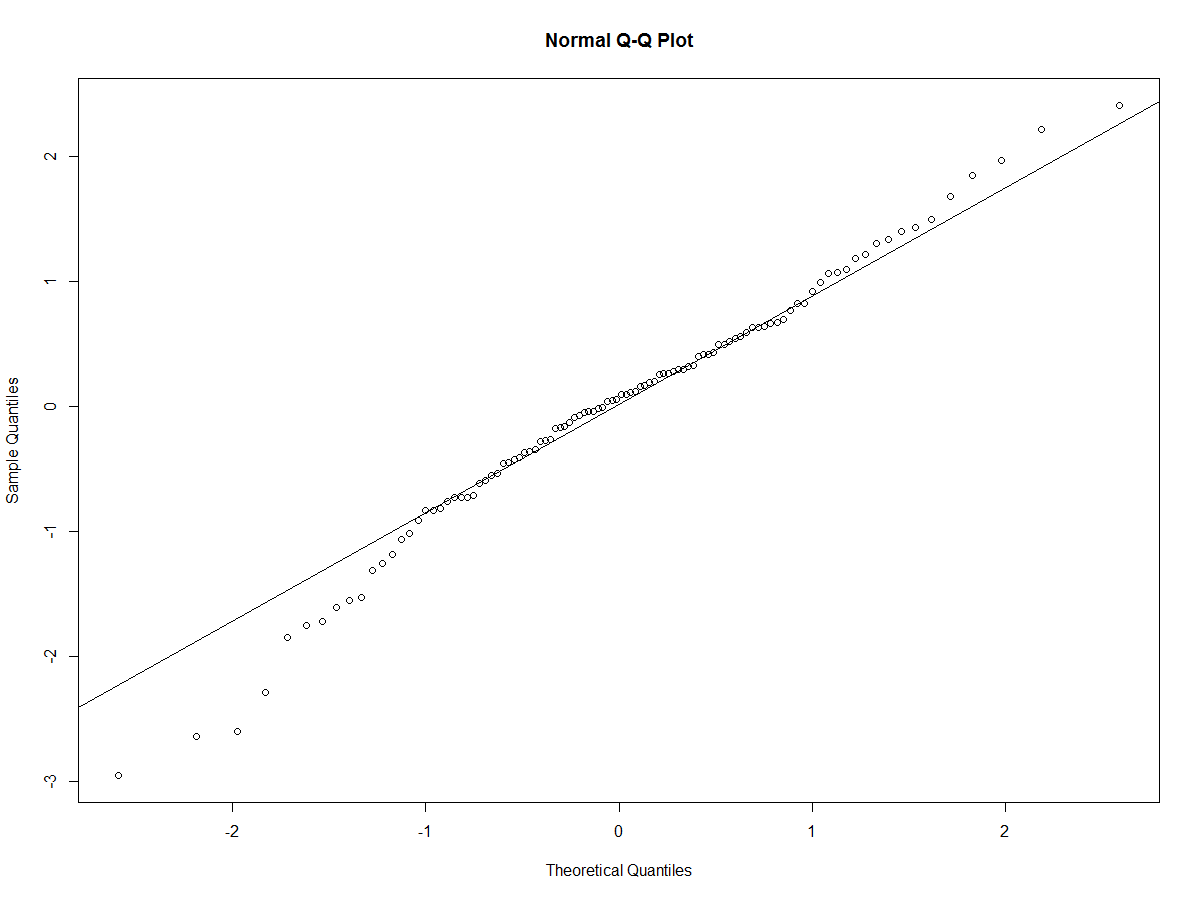 Normal Q-Q Plot
2
1
0
-1
-2
-3
Sample Quantiles
-2 -1 0 1 2
Theoretical Quantiles